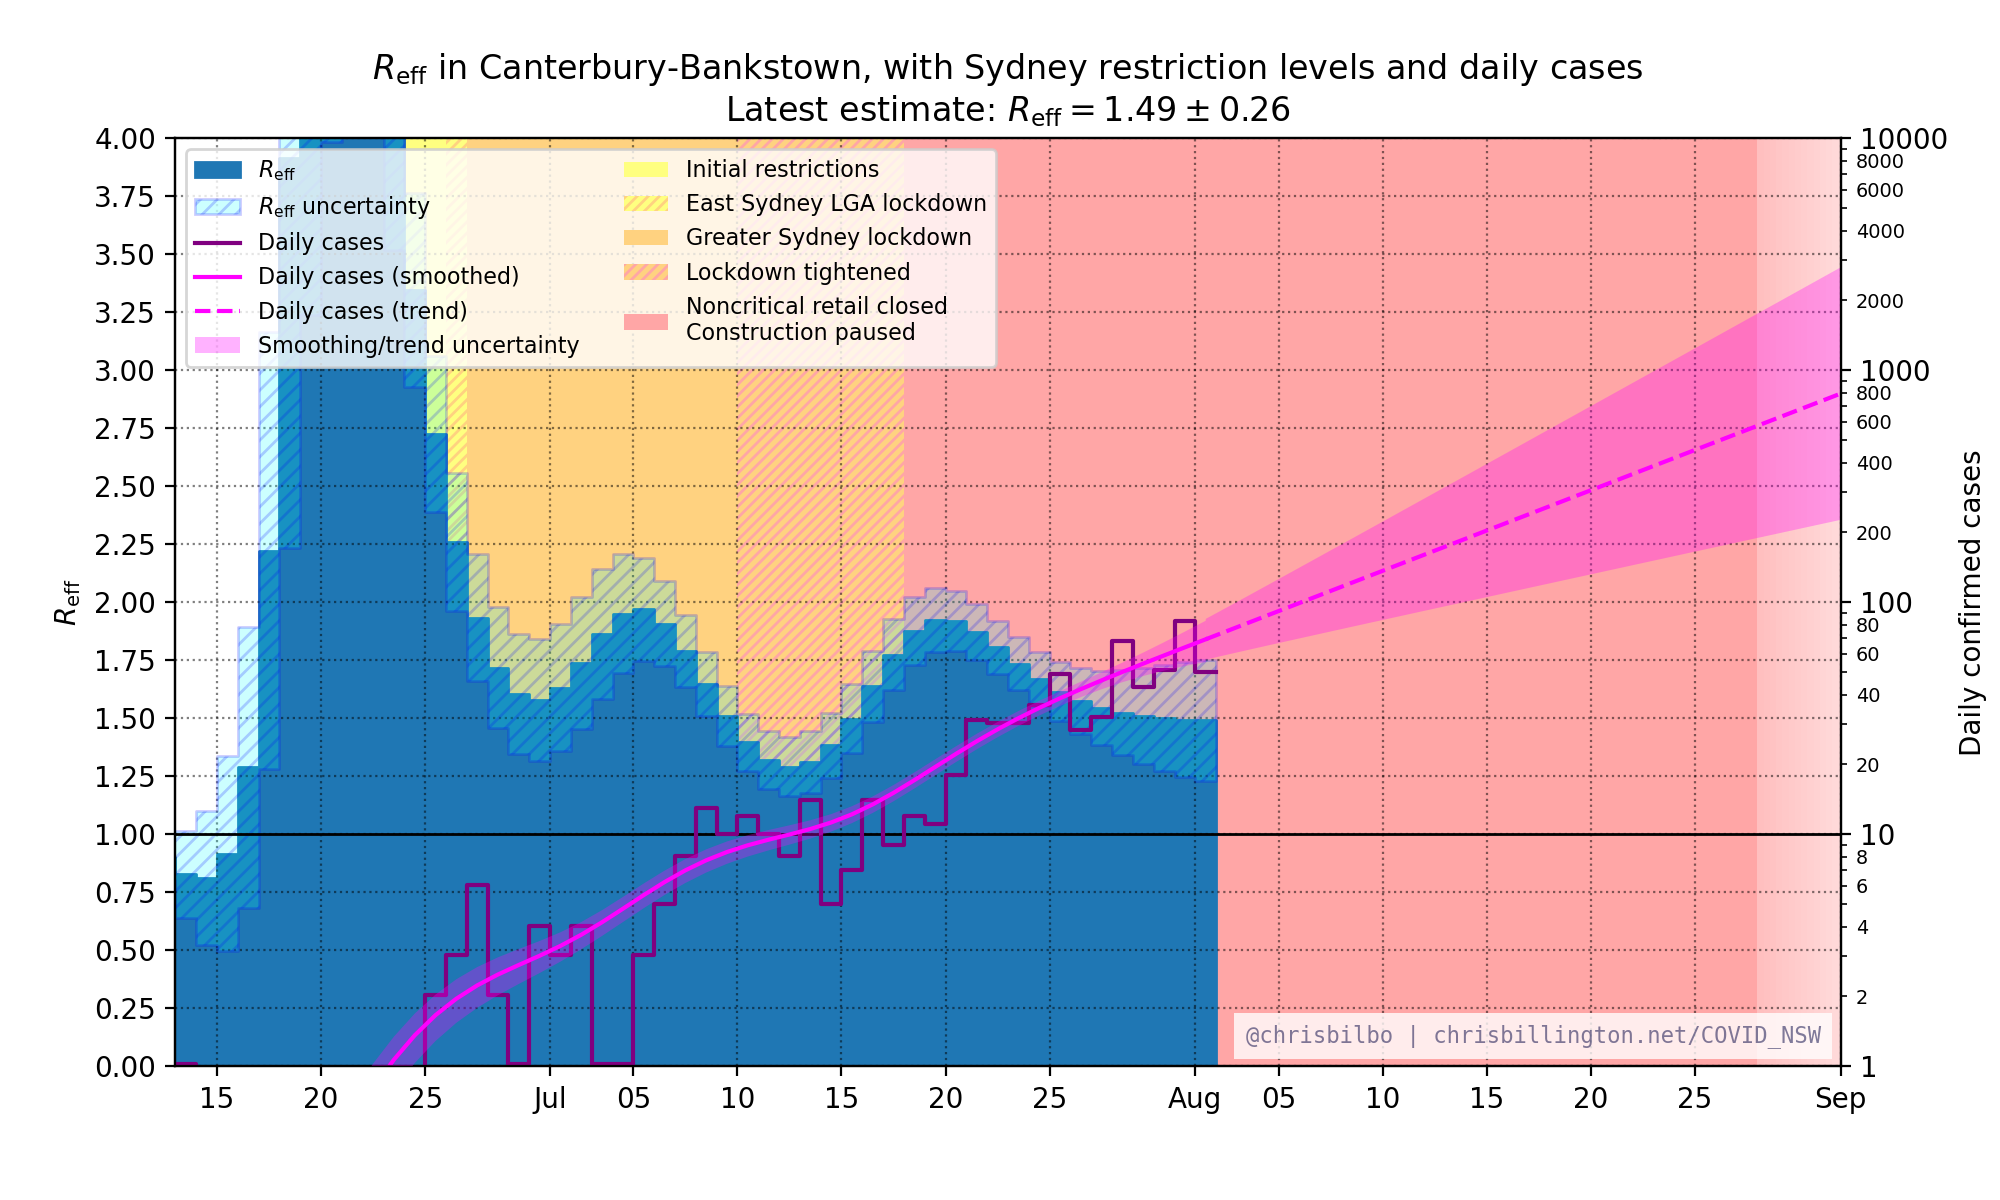 Reff in Canterbury-Bankstown, with Sydney restriction levels and daily cases
Latest estimate: Reff = 1.49 ± 0.26
Reff
Reff uncertainty
Daily cases
Daily cases (smoothed)
Daily cases (trend)
Smoothing/trend uncertainty
Initial restrictions
East Sydney LGA lockdown
Greater Sydney lockdown
Lockdown tightened
Noncritical retail closed
Construction paused
4.00
3.75
3.50
3.25
3.00
2.75
2.50
2.25
2.00
1.75
1.50
1.25
1.00
0.75
0.50
0.25
0.00
Reff
10000
8000
6000
4000
2000
1000
800
600
400
200
100
80
60
40
20
10
8
6
4
2
1
Daily confirmed cases
@chrisbilbo | chrisbillington.net/COVID_NSW
15 20 25 Jul 05 10 15 20 25 Aug 05 10 15 20 25 Sep